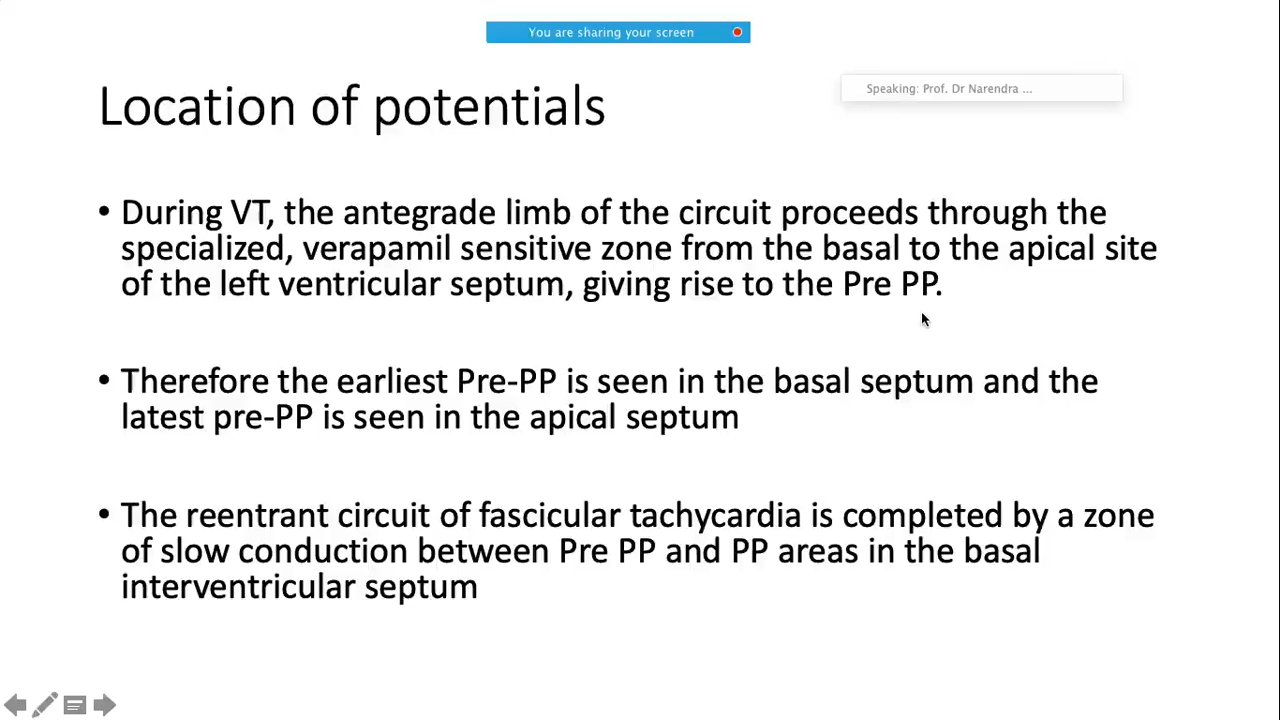 You are sharing your screen
Speaking: Prof. Dr Narendra ...
Location of potentials
• During VT, the antegrade limb of the circuit proceeds through the
specialized, verapamil sensitive zone from the basal to the apical site
of the left ventricular septum, giving rise to the Pre PP.
• Therefore the earliest Pre-PP is seen in the basal septum and the
latest pre-PP is seen in the apical septum
• The reentrant circuit of fascicular tachycardia is completed by a zone
of slow conduction between Pre PP and PP areas in the basal
interventricular septum